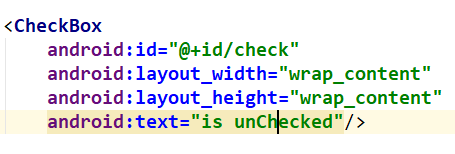 <CheckBox
android:id="@+id/check"
android:layout_width="wrap_content"
android:layout_height="wrap_content"
android:text="is unChecked"/>